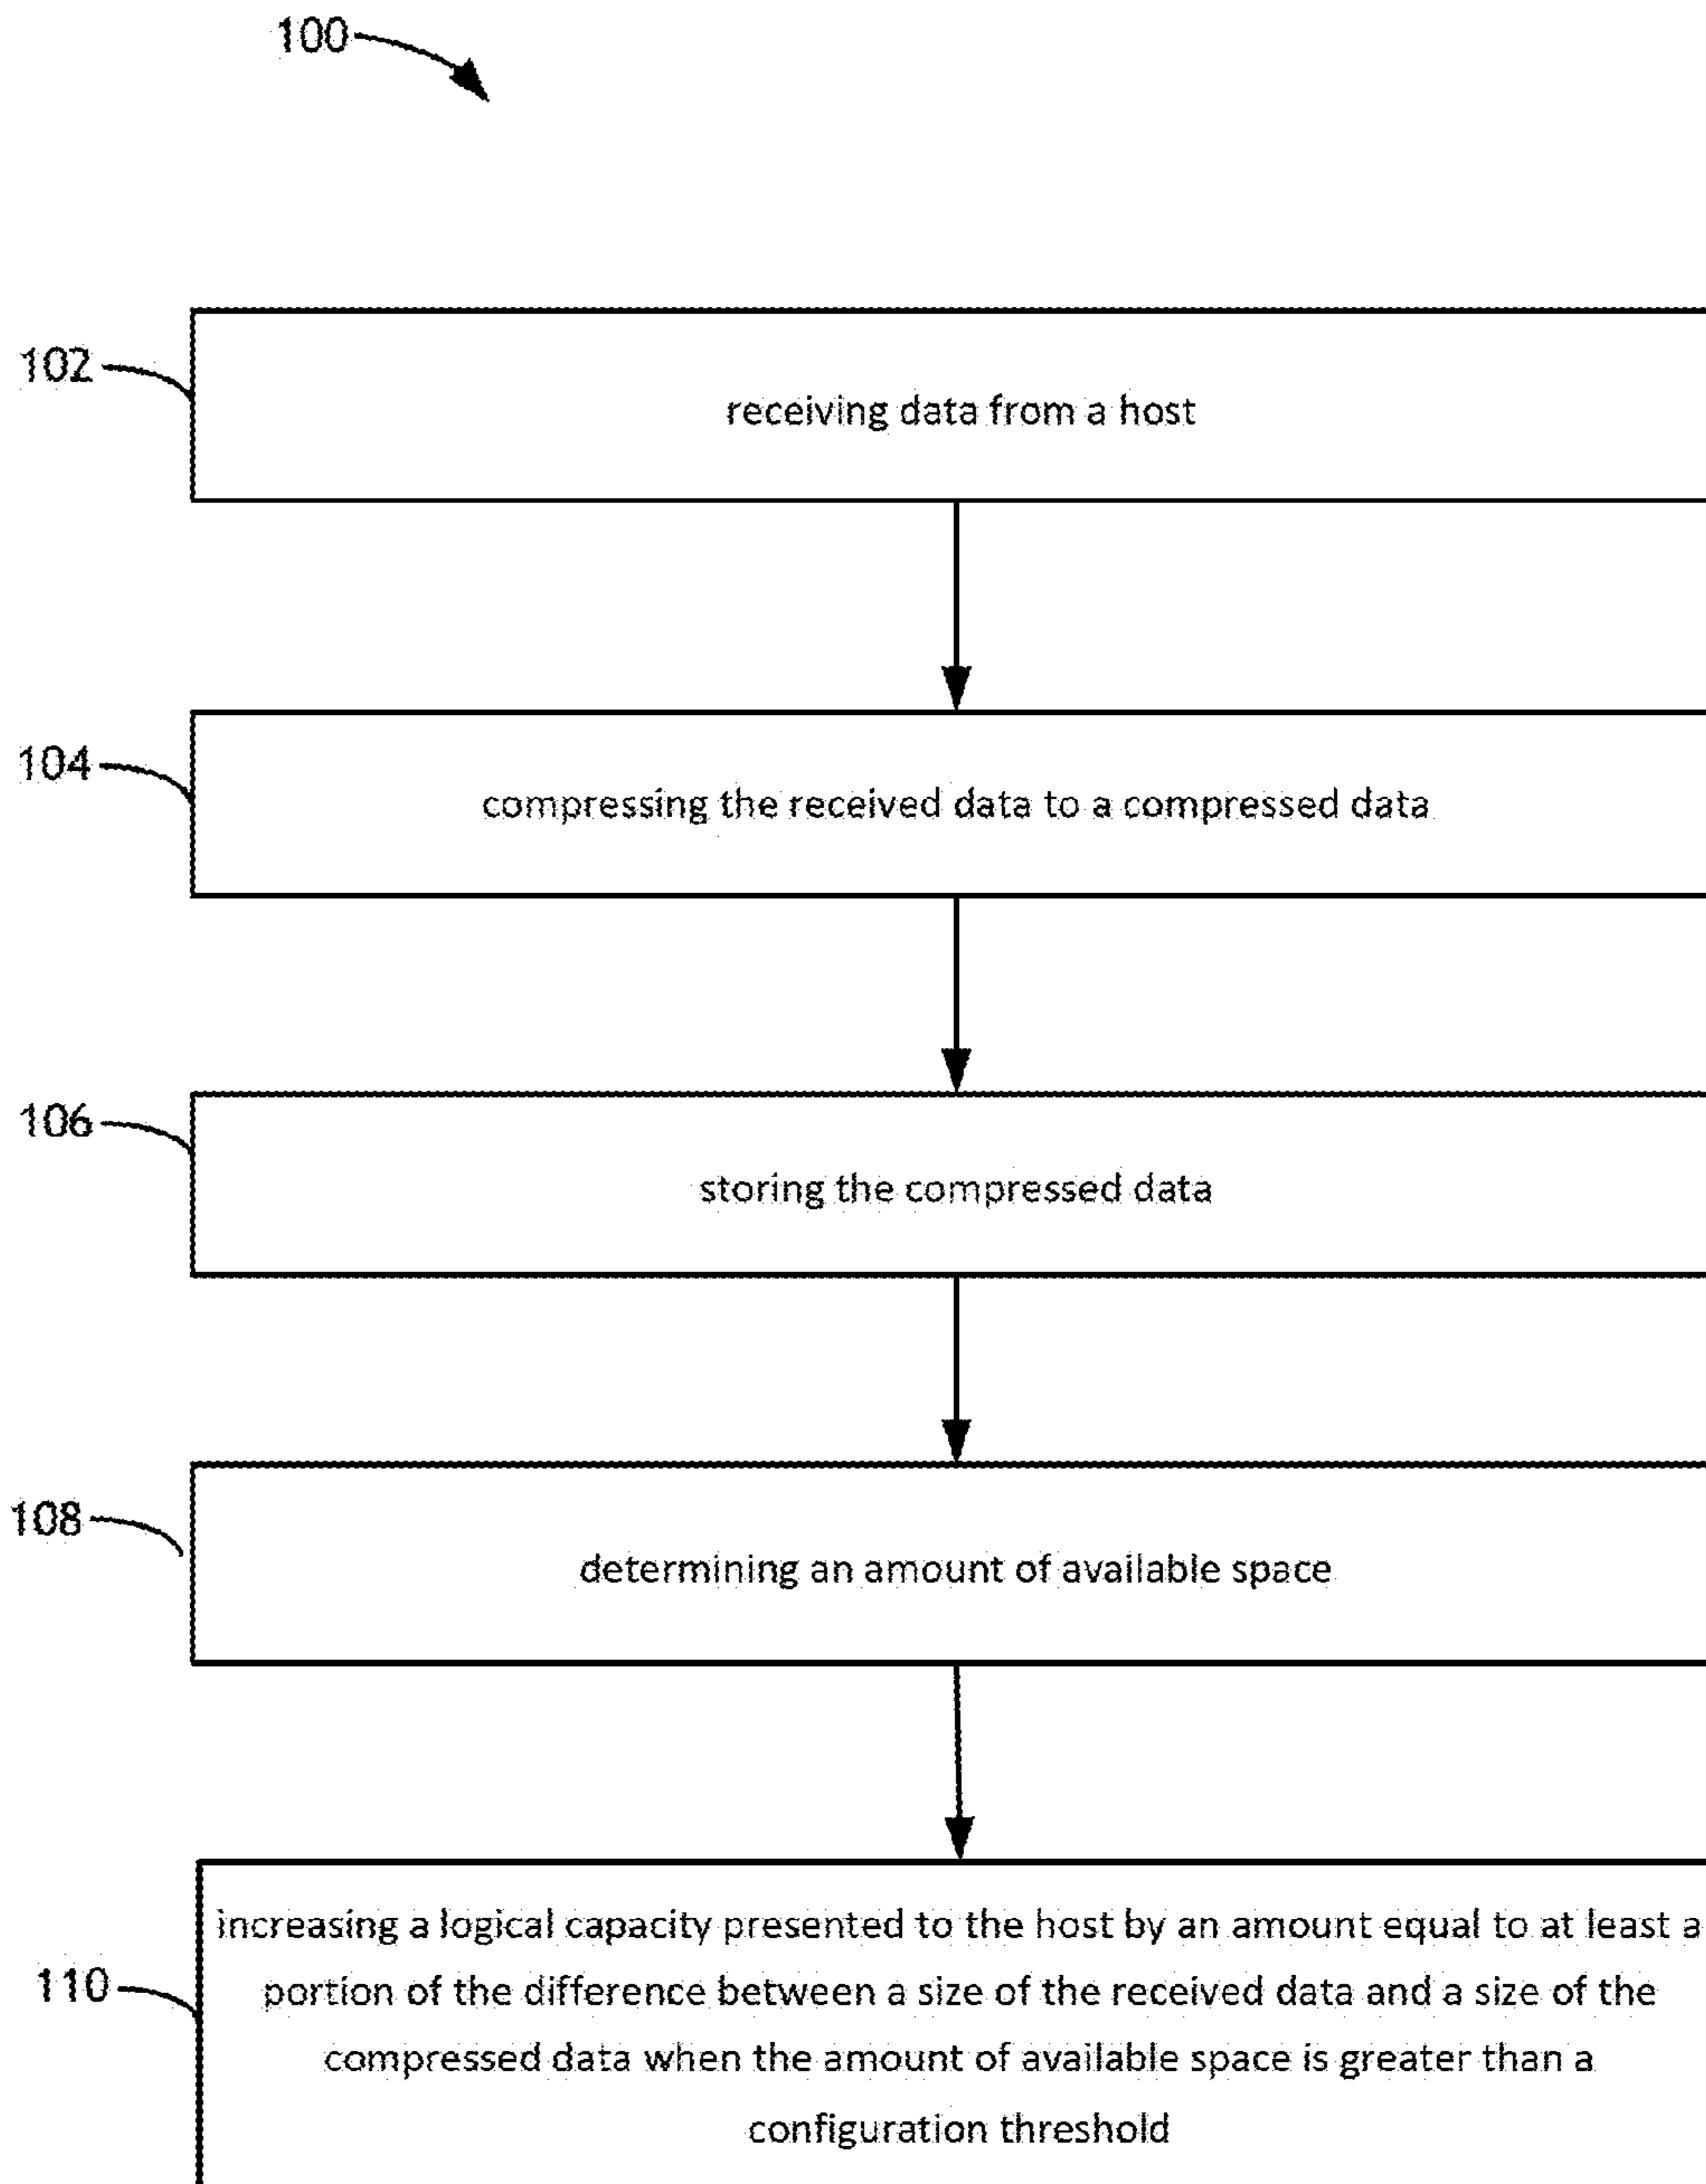 100
102
receiving data from a host
104
compressing the received data to a compressed data
106
storing the compressed data
108
determining an amount of available space
110
increasing a logical capacity presented to the host by an amount equal to at least a
portion of the difference between a size of the received data and a size of the
compressed data when the amount of available space is greater than a
configuration threshold